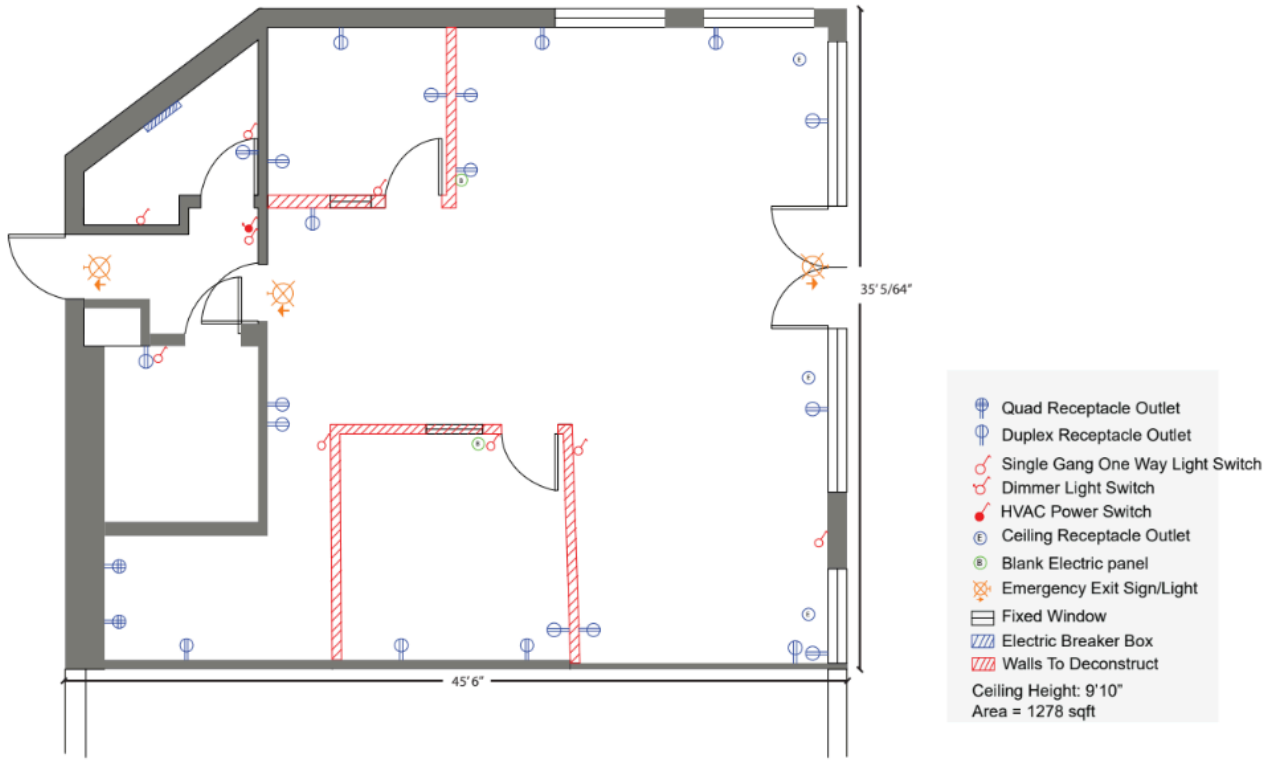 E
B
35' 5/64"
E
B
E
45' 6"
Quad Receptacle Outlet
Duplex Receptacle Outlet
Single Gang One Way Light Switch
Dimmer Light Switch
HVAC Power Switch
E Ceiling Receptacle Outlet
B Blank Electric panel
Emergency Exit Sign/Light
Fixed Window
Electric Breaker Box
Walls To Deconstruct
Ceiling Height: 9'10"
Area = 1278 sqft